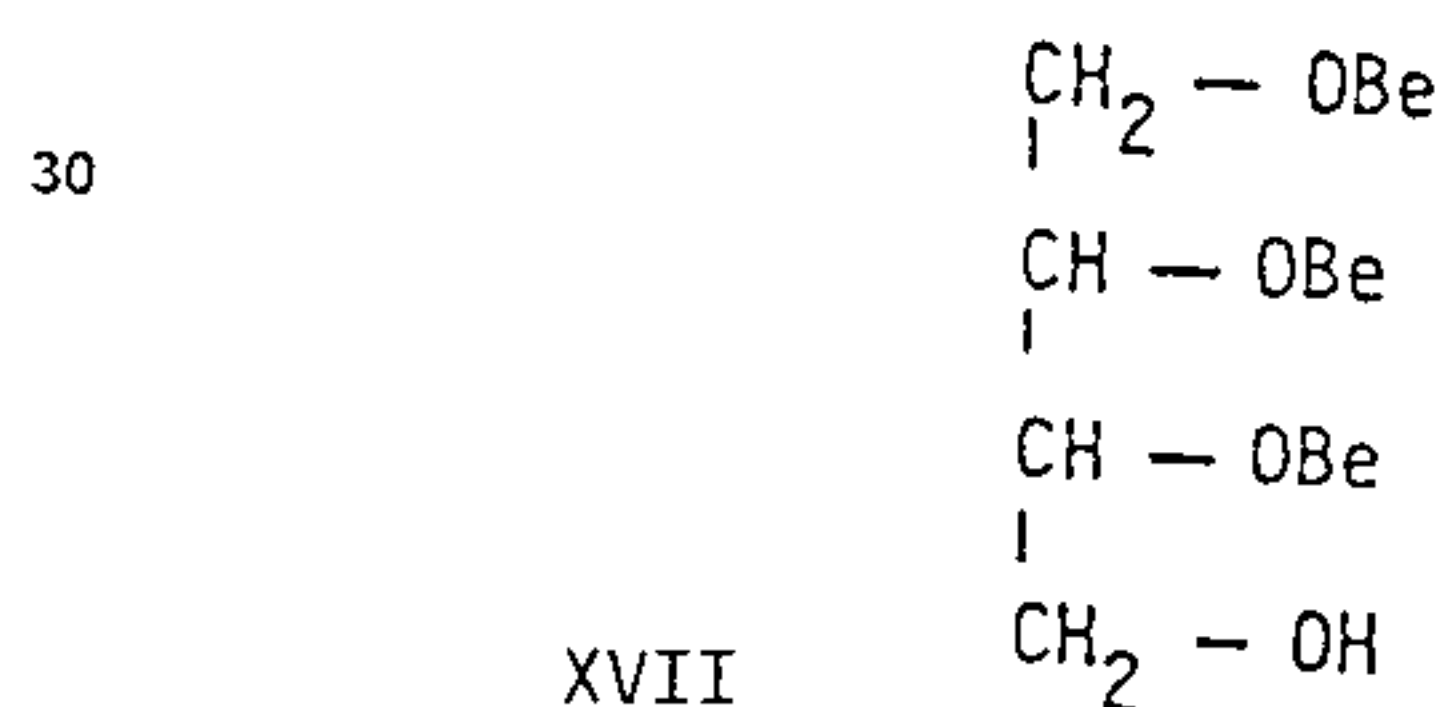 CH2 — OBe
30
CH — OBe
CH — OBe
XVII CH2 — OH